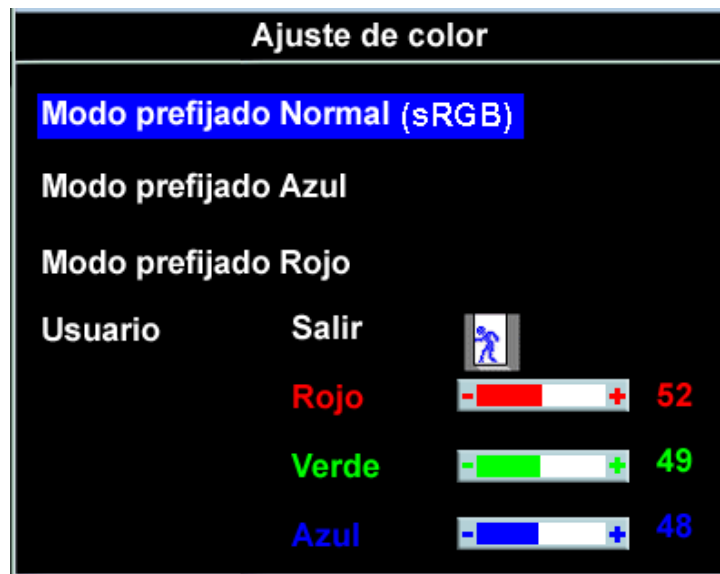 Ajuste de color
Modo prefijado Normal (sRGB)
Modo prefijado Azul
Modo prefijado Rojo
Usuario Salir
Rojo - + 52
Verde - + 49
Azul - + 48